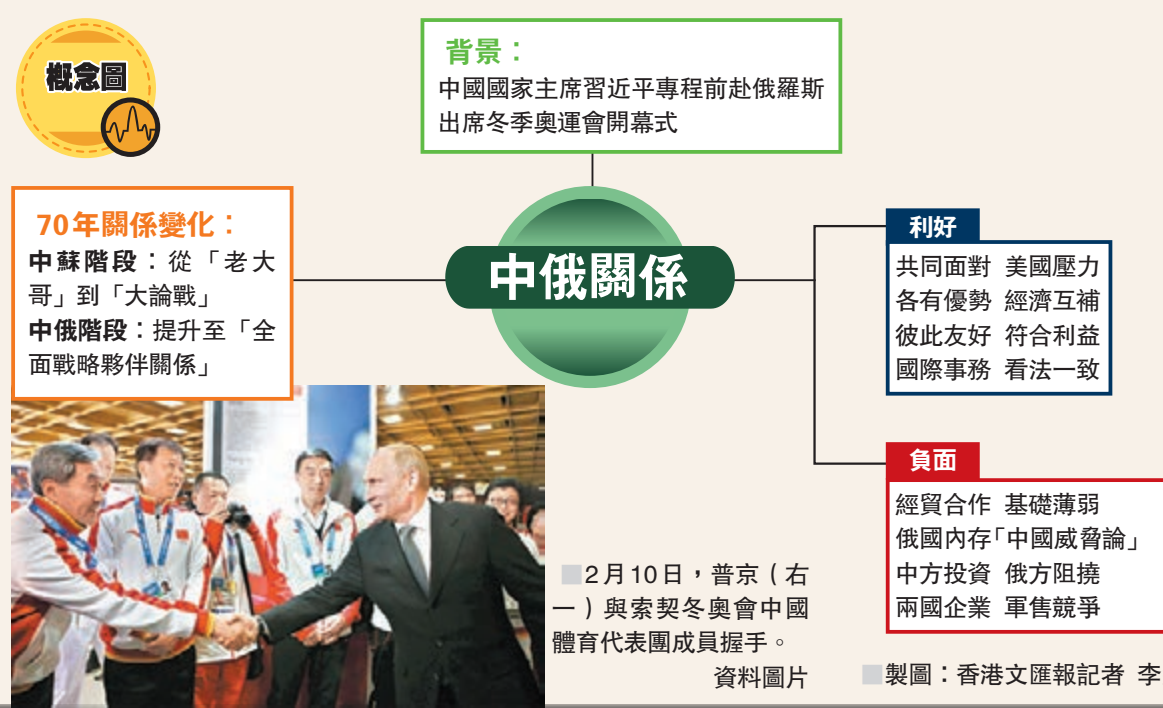 概念圖
背景：
中國國家主席習近平專程前赴俄羅斯
出席冬季奧運會開幕式
70年關係變化：
中蘇階段：從「老大
哥」到「大論戰」
中俄階段：提升至「全
面戰略夥伴關係」
中俄關係
利好
共同面對 美國壓力
各有優勢 經濟互補
彼此友好 符合利益
國際事務 看法一致
負面
經貿合作 基礎薄弱
俄國內存「中國威脅論」
中方投資 俄方阻撓
兩國企業 軍售競爭
■2月10日，普京（右
一）與索契冬奧會中國
體育代表團成員握手。
資料圖片
■製圖：香港文匯報記者 李